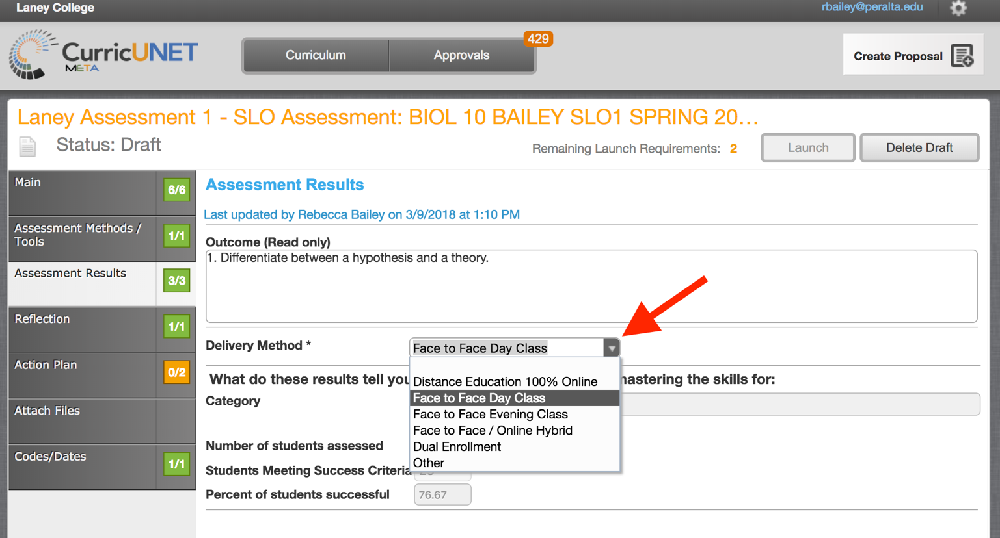 Laney College
rbailey@peralta.edu
CurricUNET
META
Curriculum
Approvals
429
Create Proposal
Laney Assessment 1 - SLO Assessment: BIOL 10 BAILEY SLO1 SPRING 20...
Status: Draft
Remaining Launch Requirements: 2
Launch
Delete Draft
Main
6/6
Assessment Methods /
Tools
1/1
Assessment Results
3/3
Reflection
1/1
Action Plan
0/2
Attach Files
Codes/Dates
1/1
Assessment Results
Last updated by Rebecca Bailey on 3/9/2018 at 1:10 PM
Outcome (Read only)
1. Differentiate between a hypothesis and a theory.
Delivery Method *
Face to Face Day Class
What do these results tell you mastering the skills for:
Distance Education 100% Online
Face to Face Day Class
Face to Face Evening Class
Face to Face / Online Hybrid
Dual Enrollment
Other
Category
Number of students assessed
Students Meeting Success Criteria
Percent of students successful
76.67